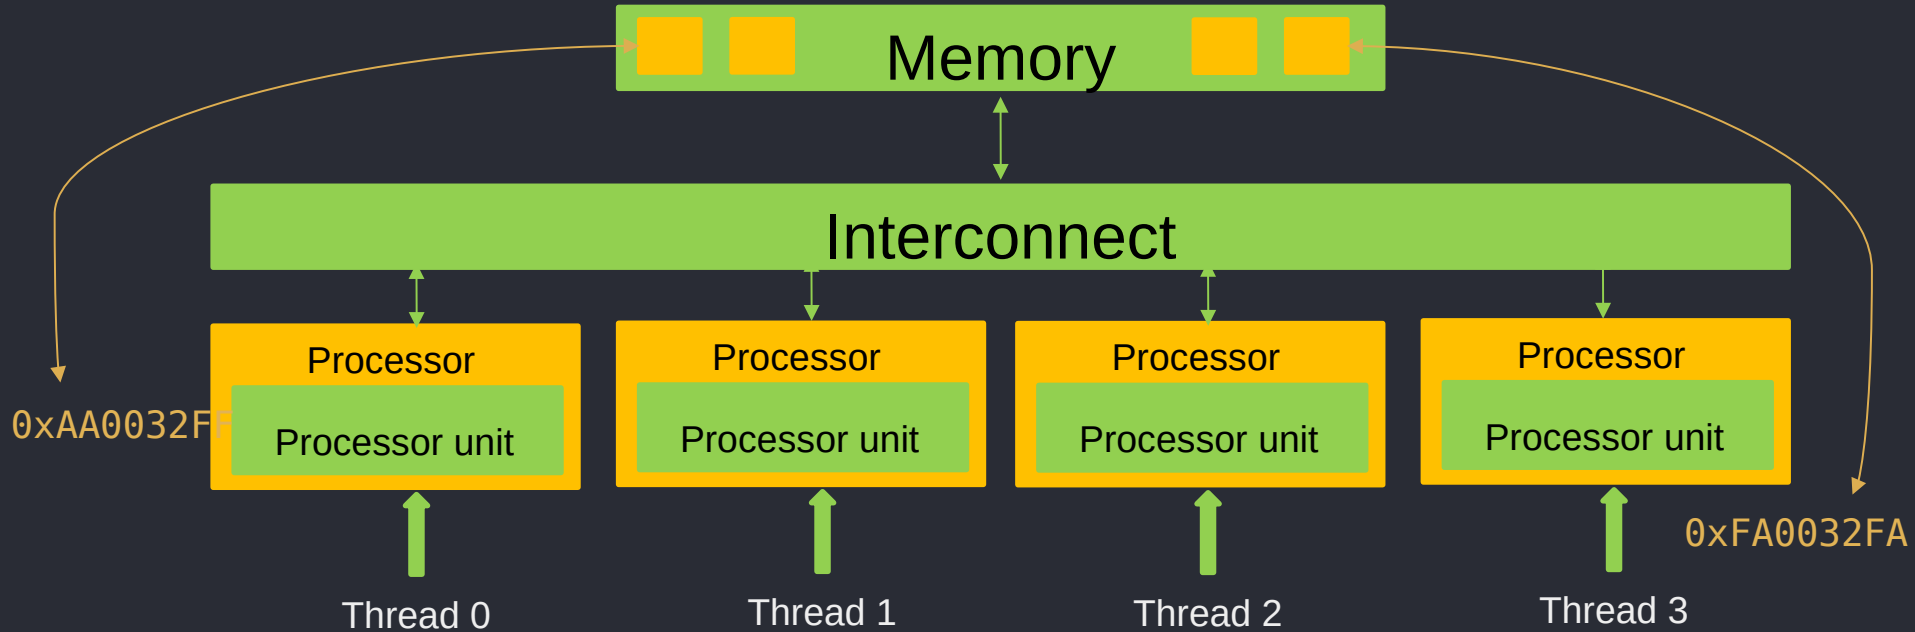 Memory
Interconnect
Processor
Processor unit
Processor
Processor unit
Processor
Processor unit
Processor
Processor unit
0xAA0032FF
0xFA0032FA
Thread 0
Thread 1
Thread 2
Thread 3